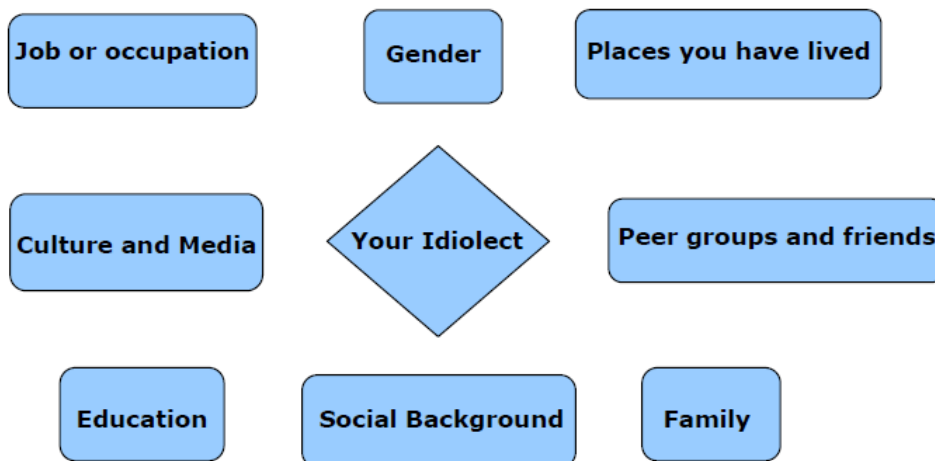 Job or occupation
Gender
Places you have lived
Culture and Media
Your Idiolect
Peer groups and friends
Education
Social Background
Family